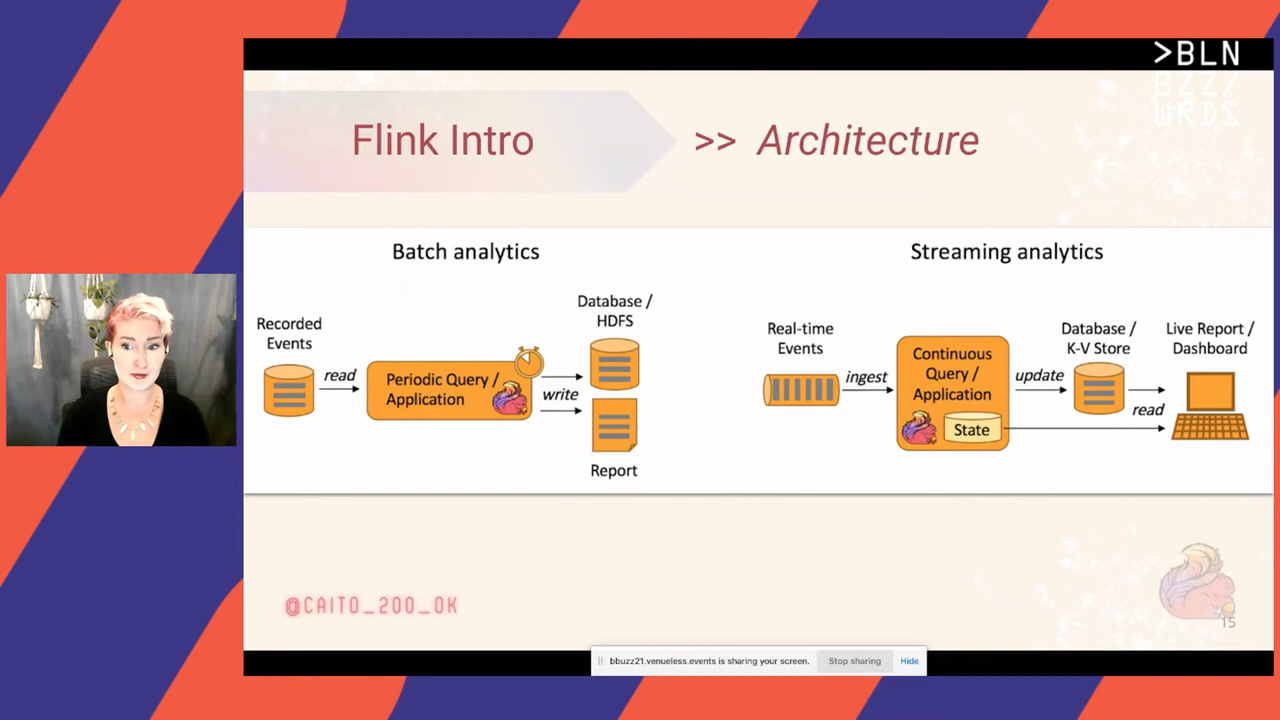 >BLN
BZZ/
WRDS
Flink Intro
>> Architecture
Batch analytics
Recorded
Events
read
Periodic Query /
Application
write
Database /
HDFS
Report
Streaming analytics
Real-time
Events
ingest
Continuous
Query /
Application
State
update
Database /
K-V Store
read
Live Report /
Dashboard
@CAITO_200_OK
15
bbuzz21.venueless.events is sharing your screen.
Stop sharing
Hide